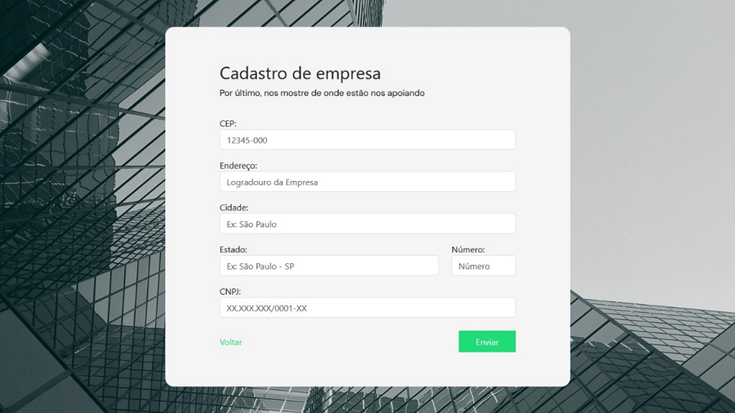 Cadastro de empresa
Por último, nos mostre de onde estão nos apoiando
CEP:
12345-000
Endereço:
Logradouro da Empresa
Cidade:
Ex: São Paulo
Estado:
Número:
Ex: São Paulo - SP
Número
CNPJ:
XX.XXX.XXX/0001-XX
Voltar
Enviar